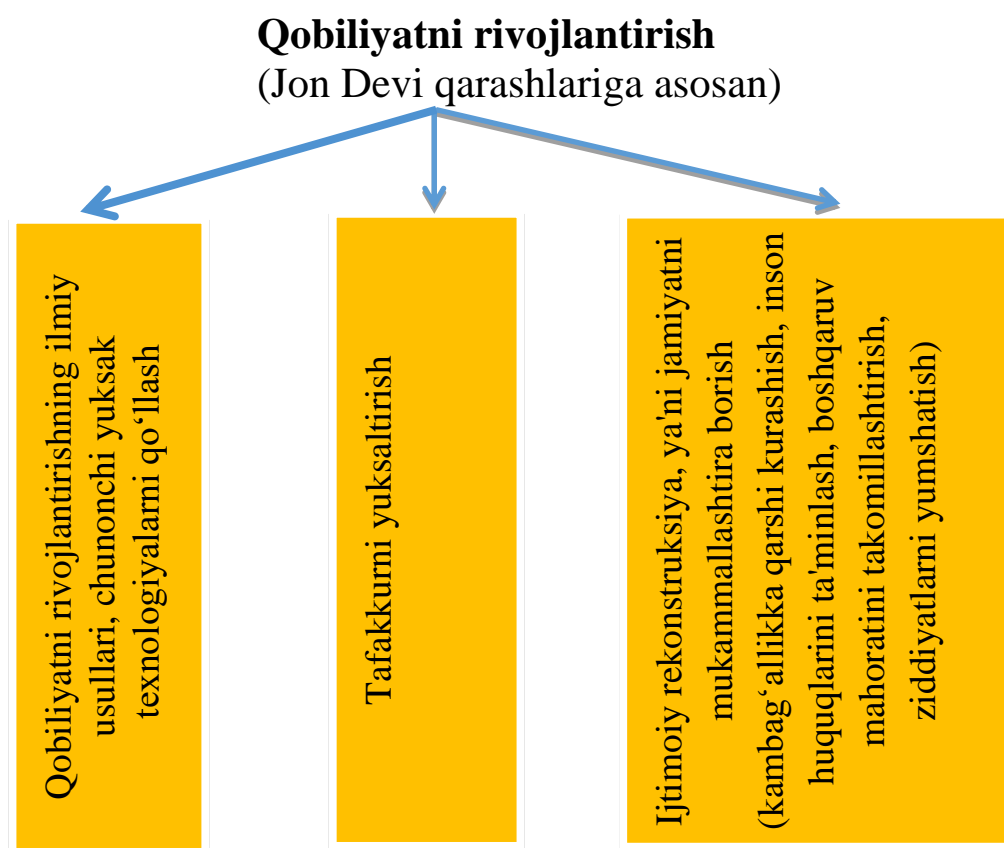 Qobiliyatni rivojlantirish
(Jon Devi qarashlariga asosan)
Qobiliyatni rivojlantirishning ilmiy
usullari, chunonchi yuksak
texnologiyalarni qo‘llash
Tafakkurni yuksaltirish
Ijtimoiy rekonstruksiya, ya'ni jamiyatni
mukammallashtira borish
(kambag‘allikka qarshi kurashish, inson
huquqlarini ta'minlash, boshqaruv
mahoratini takomillashtirish,
ziddiyatlarni yumshatish)